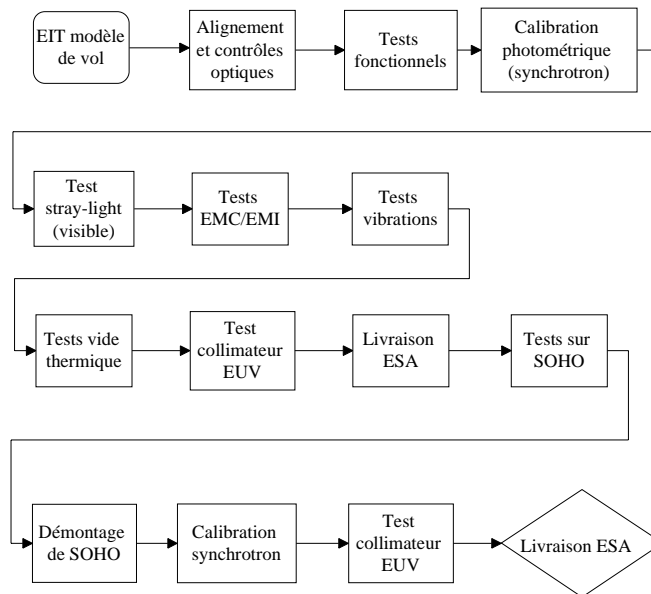 EIT modèle
de vol
Alignement
et contrôles
optiques
Tests
fonctionnels
Calibration
photométrique
(synchrotron)
Test
stray-light
(visible)
Tests
EMC/EMI
Tests
vibrations
Tests vide
thermique
Test
collimateur
EUV
Livraison
ESA
Tests sur
SOHO
Démontage
de SOHO
Calibration
synchrotron
Test
collimateur
EUV
Livraison ESA